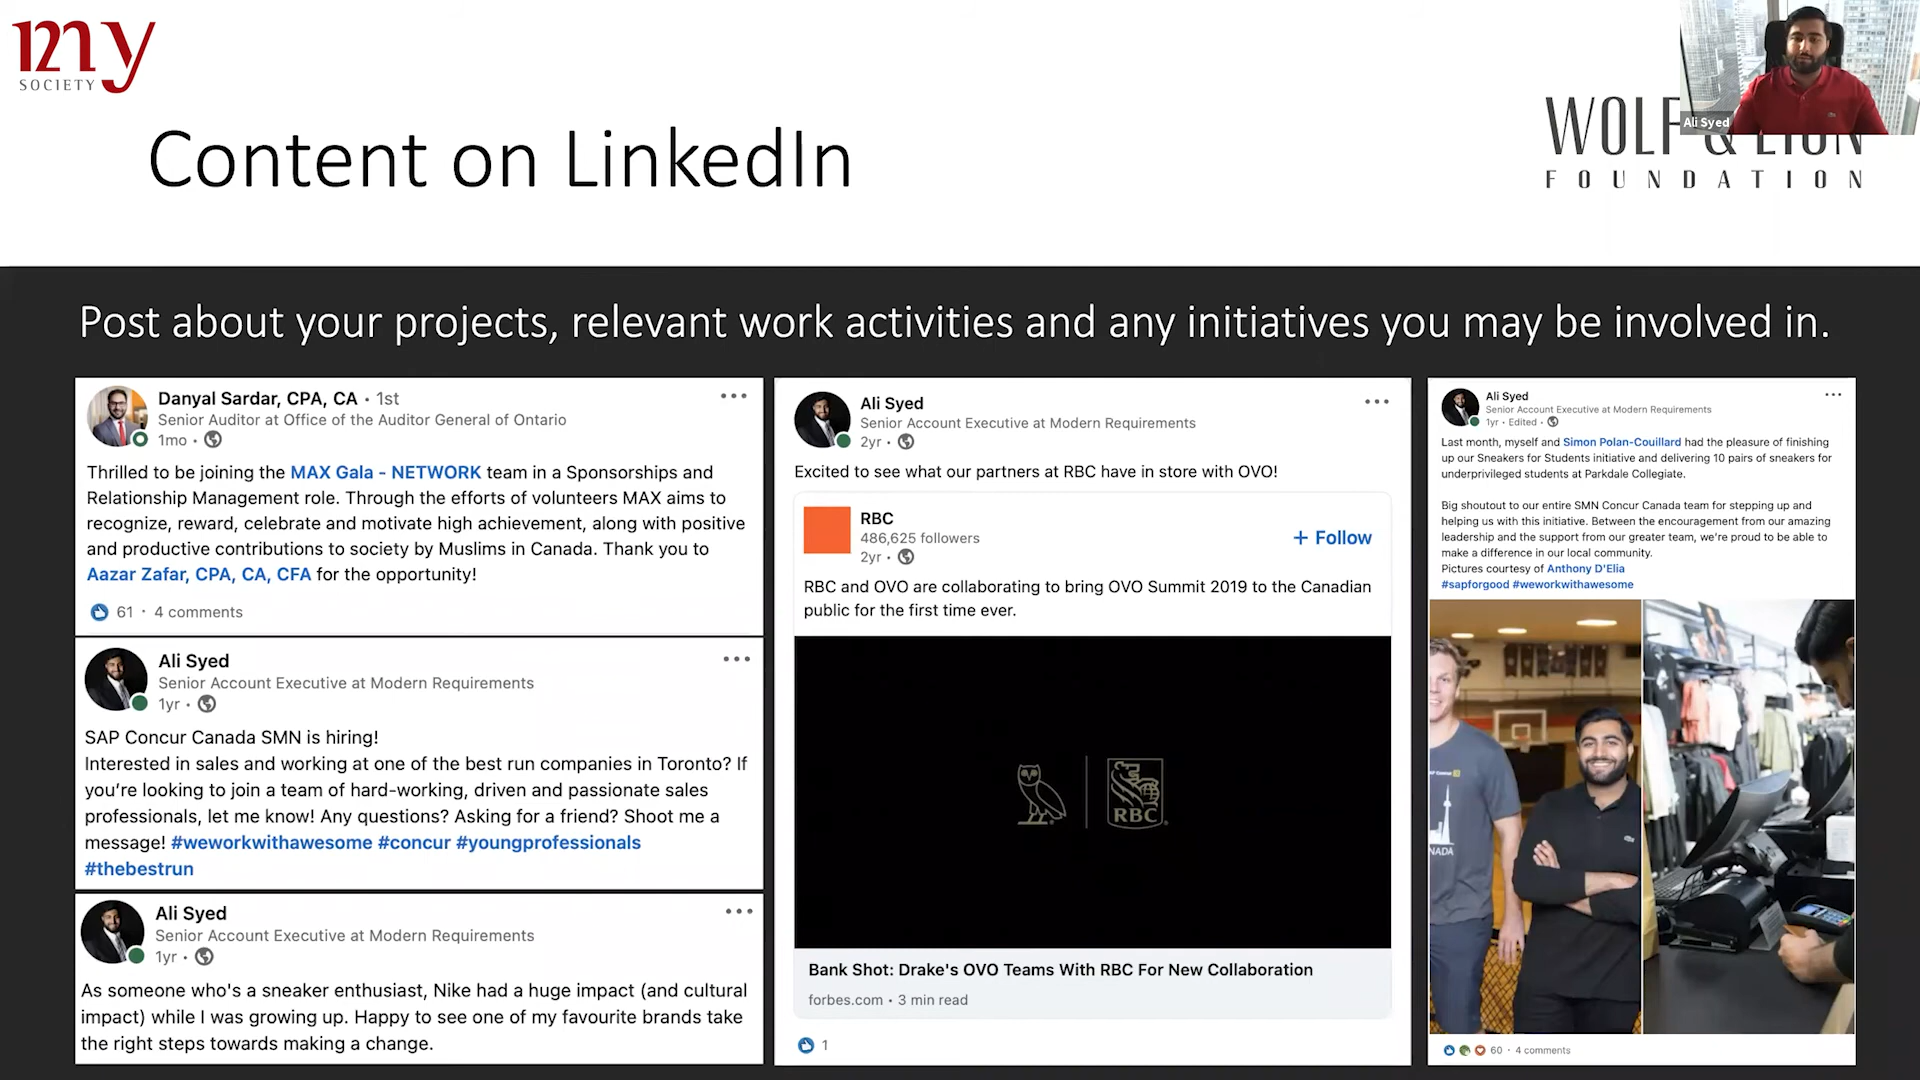 my
SOCIETY
Content on LinkedIn
Ali Syed
WOLF & LION
FOUNDATION
Post about your projects, relevant work activities and any initiatives you may be involved in.
Danyal Sardar, CPA, CA • 1st
Senior Auditor at Office of the Auditor General of Ontario
1mo •
Thrilled to be joining the MAX Gala - NETWORK team in a Sponsorships and
Relationship Management role. Through the efforts of volunteers MAX aims to
recognize, reward, celebrate and motivate high achievement, along with positive
and productive contributions to society by Muslims in Canada. Thank you to
Aazar Zafar, CPA, CA, CFA for the opportunity!
61 · 4 comments
Ali Syed
Senior Account Executive at Modern Requirements
1yr •
SAP Concur Canada SMN is hiring!
Interested in sales and working at one of the best run companies in Toronto? If
you're looking to join a team of hard-working, driven and passionate sales
professionals, let me know! Any questions? Asking for a friend? Shoot me a
message! #weworkwithawesome #concur #youngprofessionals
#thebestrun
Ali Syed
Senior Account Executive at Modern Requirements
1yr •
As someone who's a sneaker enthusiast, Nike had a huge impact (and cultural
impact) while I was growing up. Happy to see one of my favourite brands take
the right steps towards making a change.
Ali Syed
Senior Account Executive at Modern Requirements
2yr •
Excited to see what our partners at RBC have in store with OVO!
RBC
486,625 followers
2yr •
+ Follow
RBC and OVO are collaborating to bring OVO Summit 2019 to the Canadian
public for the first time ever.
RBC
Bank Shot: Drake's OVO Teams With RBC For New Collaboration
forbes.com • 3 min read
1
Ali Syed
Senior Account Executive at Modern Requirements
1yr • Edited •
Last month, myself and Simon Polan-Couillard had the pleasure of finishing
up our Sneakers for Students initiative and delivering 10 pairs of sneakers for
underprivileged students at Parkdale Collegiate.
Big shoutout to our entire SMN Concur Canada team for stepping up and
helping us with this initiative. Between the encouragement from our amazing
leadership and the support from our greater team, we're proud to be able to
make a difference in our local community.
Pictures courtesy of Anthony D'Elia
#sapforgood #weworkwithawesome
NADA
60 · 4 comments